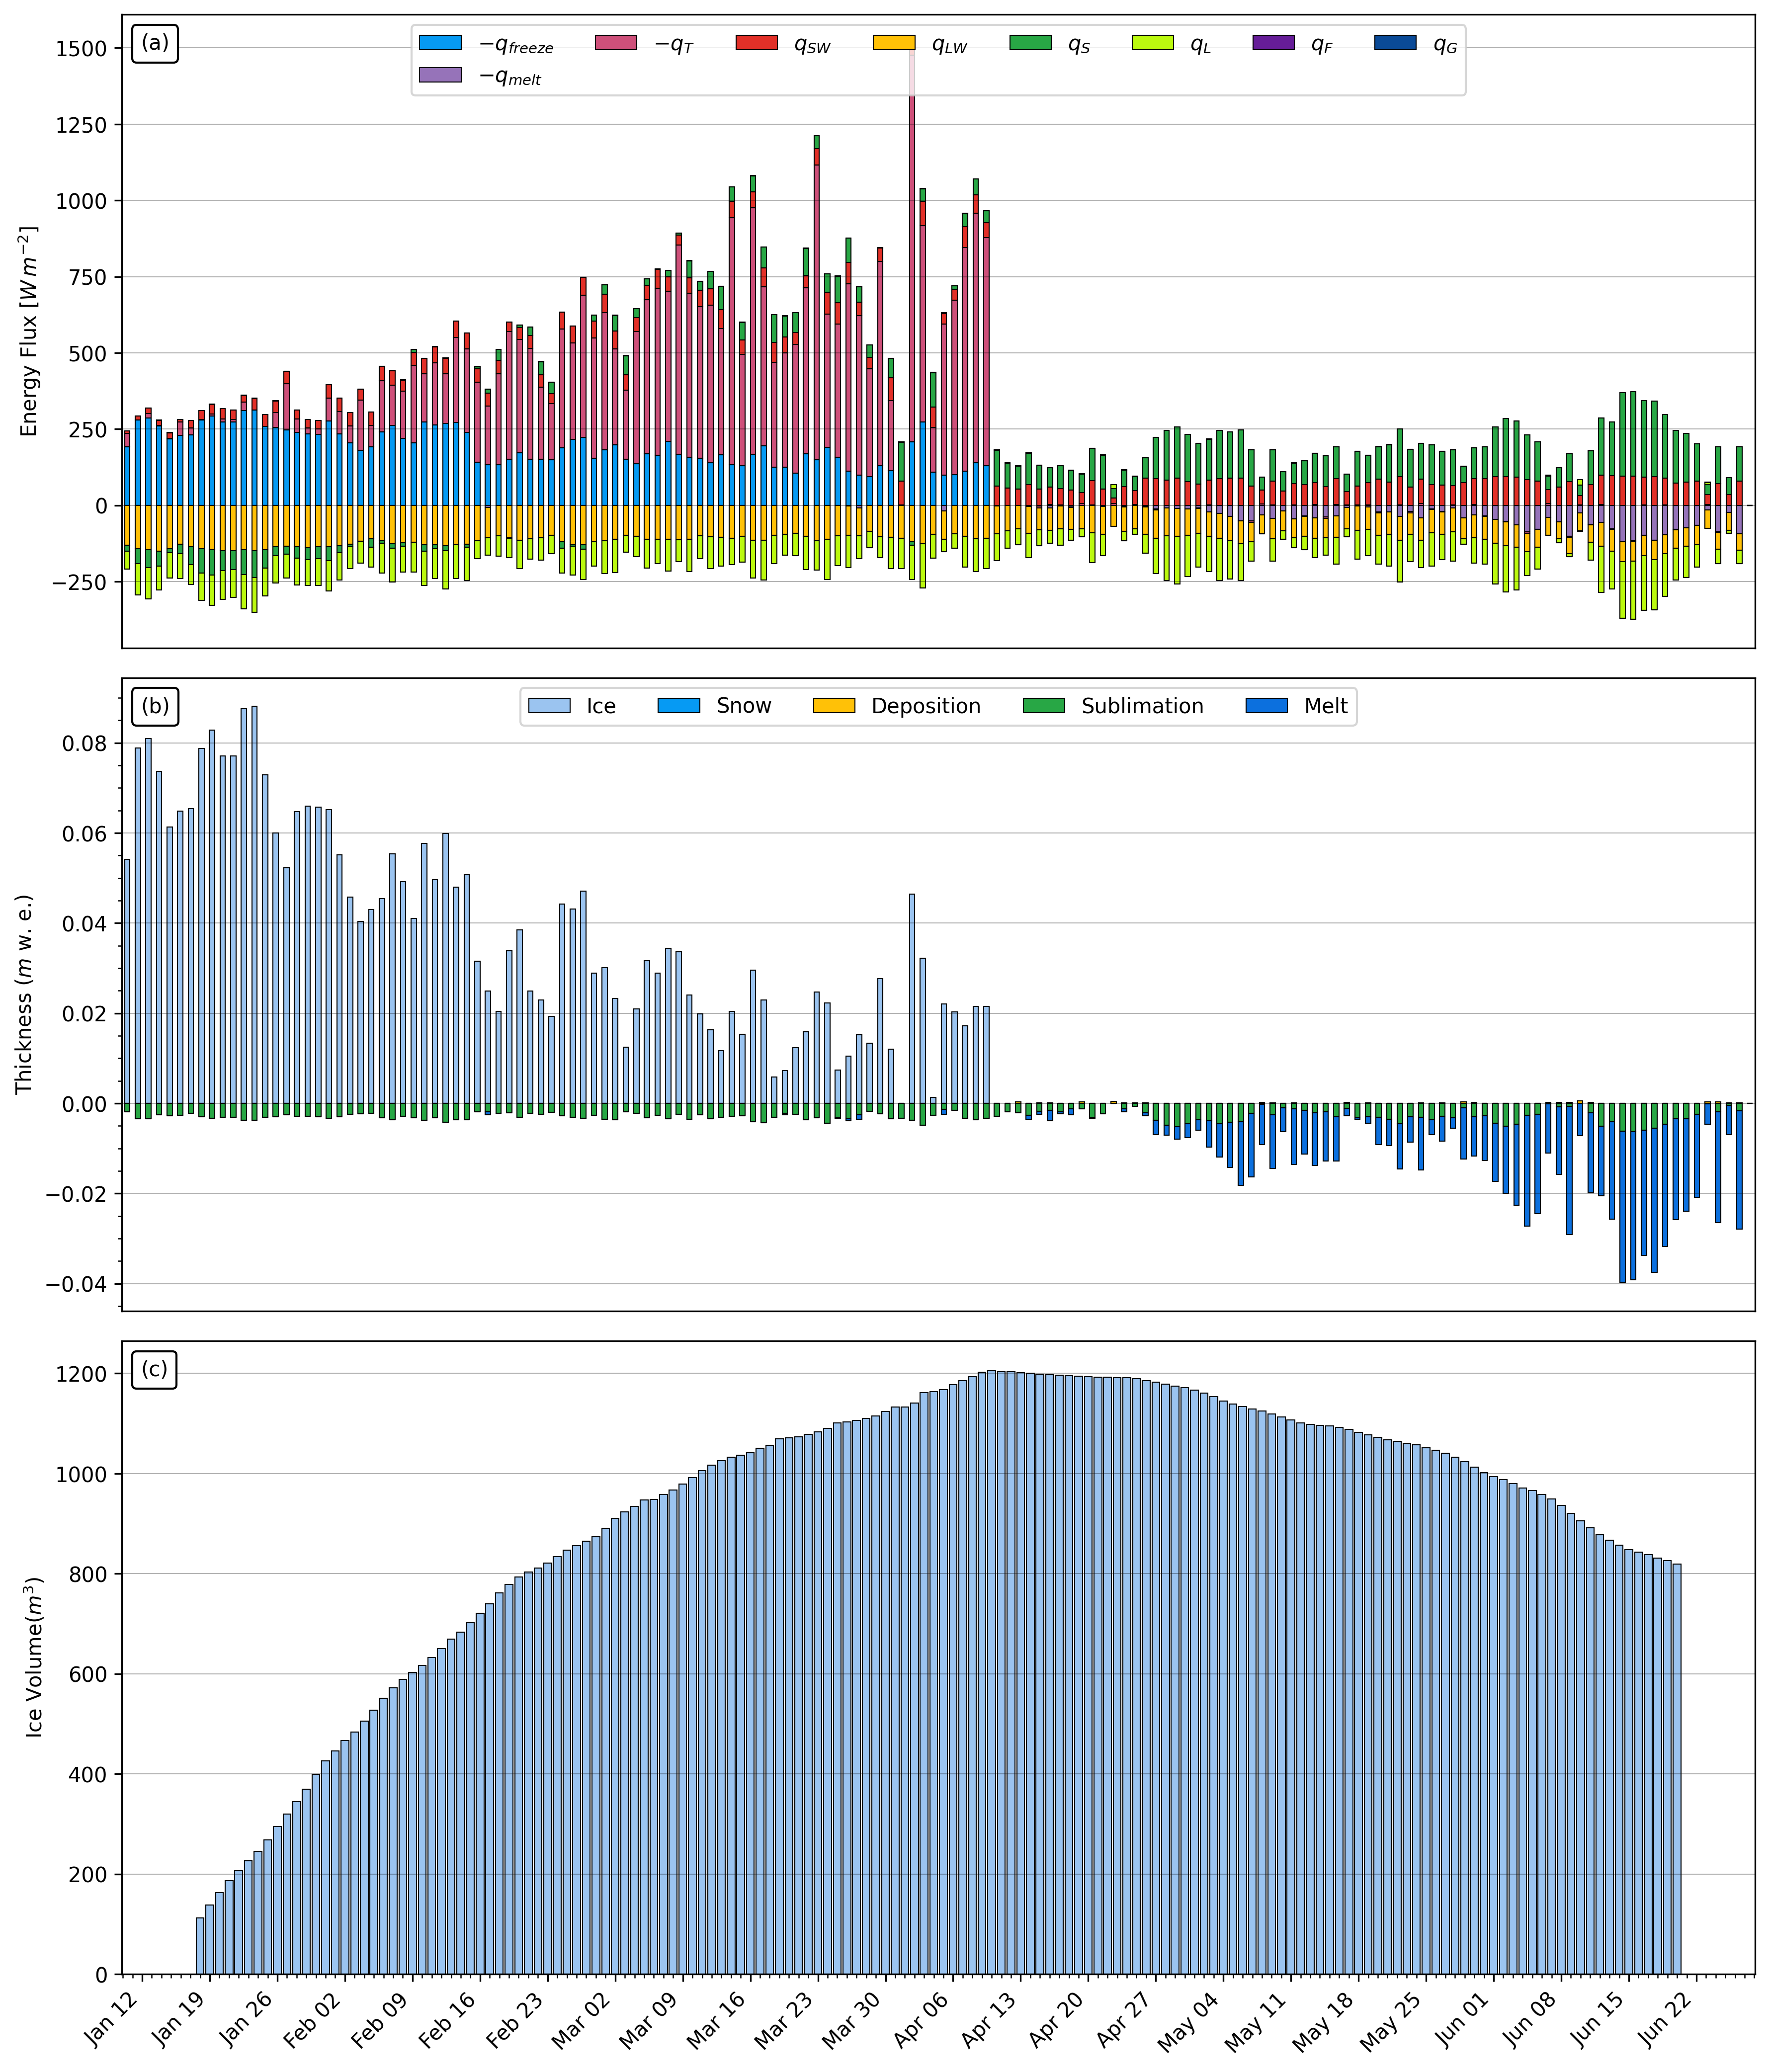 (a)
−q_freeze −q_T q_SW q_LW q_S q_L q_F q_G
−q_melt
1500
1250
1000
750
500
250
0
−250
Energy Flux [W m⁻²]
(b)
Ice Snow Deposition Sublimation Melt
0.08
0.06
0.04
0.02
0.00
−0.02
−0.04
Thickness (m w. e.)
(c)
1200
1000
800
600
400
200
0
Ice Volume(m³)
Jan 12
Jan 19
Jan 26
Feb 02
Feb 09
Feb 16
Feb 23
Mar 02
Mar 09
Mar 16
Mar 23
Mar 30
Apr 06
Apr 13
Apr 20
Apr 27
May 04
May 11
May 18
May 25
Jun 01
Jun 08
Jun 15
Jun 22